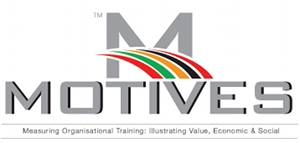 ™
M
MOTIVES
Measuring Organisational Training: Illustrating Value, Economic & Social